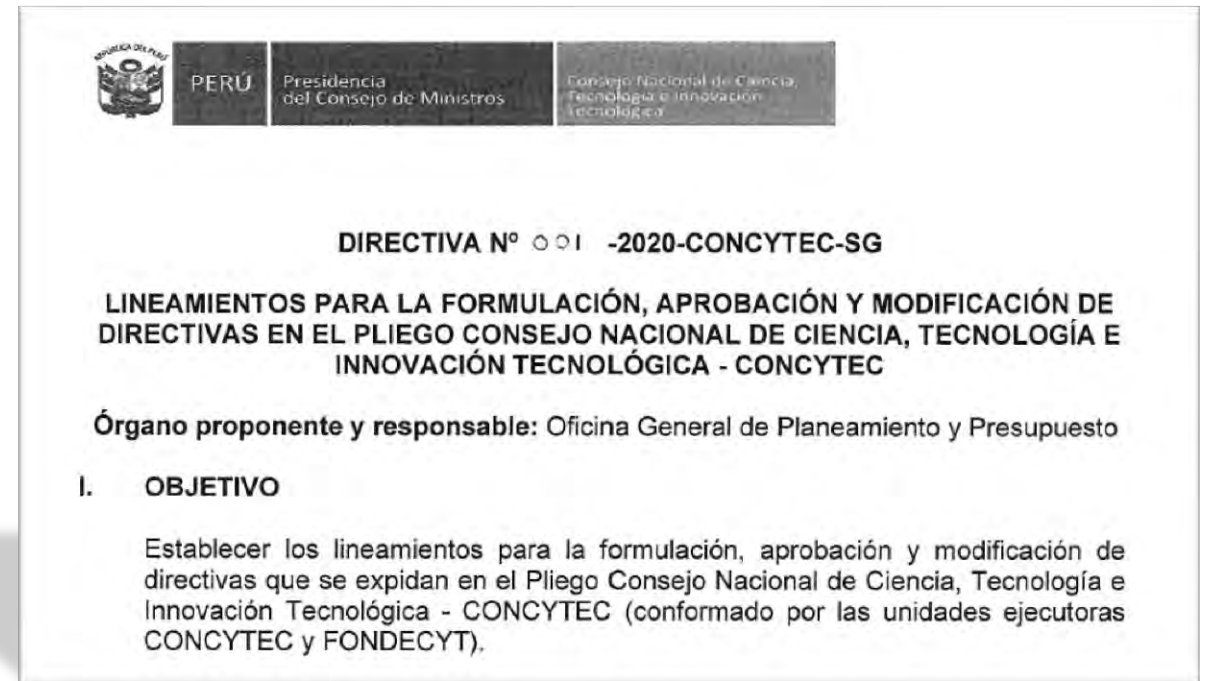 REPÚBLICA DEL PERÚ
PERÚ
Presidencia
del Consejo de Ministros
Consejo Nacional de Ciencia,
Tecnología e Innovación
Tecnológica
DIRECTIVA Nº 001 -2020-CONCYTEC-SG
LINEAMIENTOS PARA LA FORMULACIÓN, APROBACIÓN Y MODIFICACIÓN DE
DIRECTIVAS EN EL PLIEGO CONSEJO NACIONAL DE CIENCIA, TECNOLOGÍA E
INNOVACIÓN TECNOLÓGICA - CONCYTEC
Órgano proponente y responsable: Oficina General de Planeamiento y Presupuesto
I. OBJETIVO
Establecer los lineamientos para la formulación, aprobación y modificación de
directivas que se expidan en el Pliego Consejo Nacional de Ciencia, Tecnología e
Innovación Tecnológica - CONCYTEC (conformado por las unidades ejecutoras
CONCYTEC y FONDECYT).